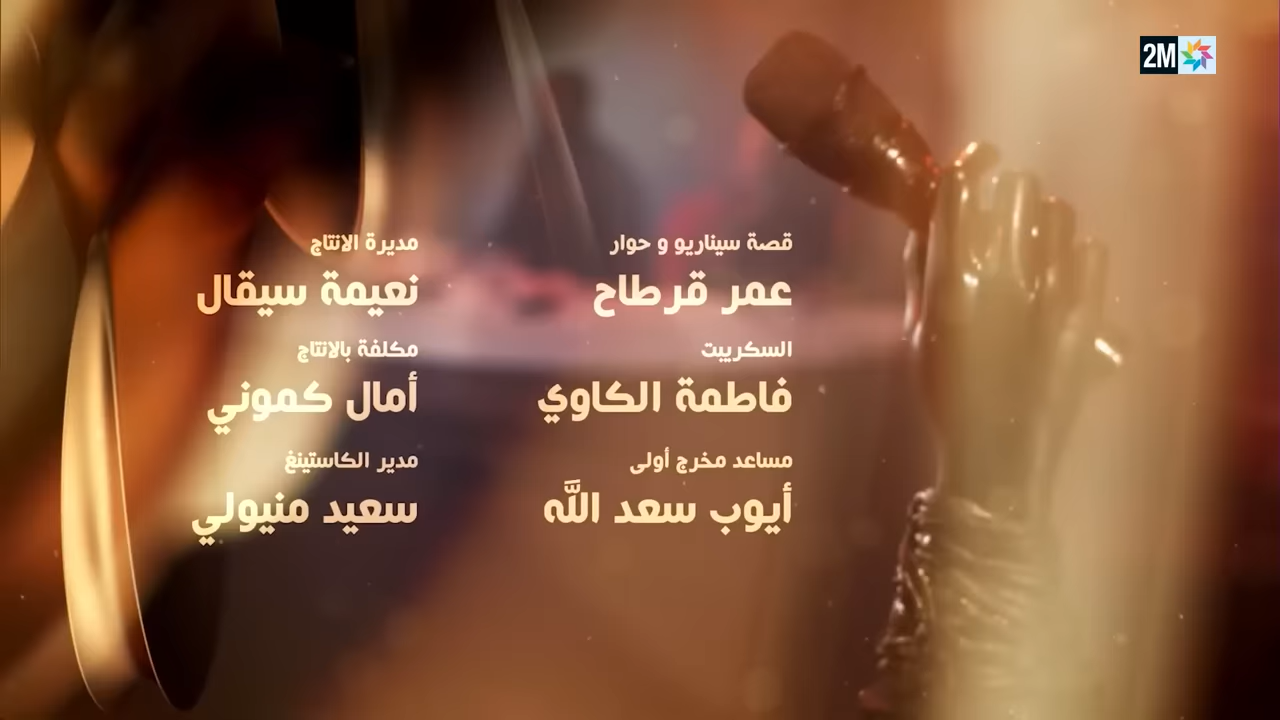 2M
قصة سيناريو و حوار
عمر قرطاح
السكريبت
فاطمة الكاوي
مساعد مخرج أولى
أيوب سعد اللّه
مديرة الانتاج
نعيمة سيقال
مكلفة بالانتاج
أمال كموني
مدير الكاستينغ
سعيد منيولي